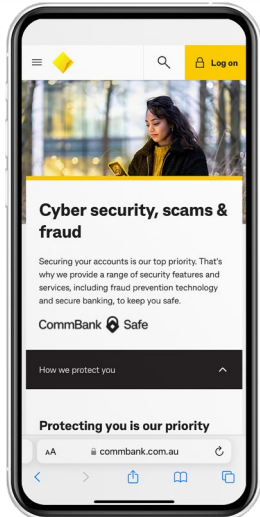 Log on
Cyber security, scams &
fraud
Securing your accounts is our top priority. That's
why we provide a range of security features and
services, including fraud prevention technology
and secure banking, to keep you safe.
CommBank Safe
How we protect you
Protecting you is our priority
AA commbank.com.au